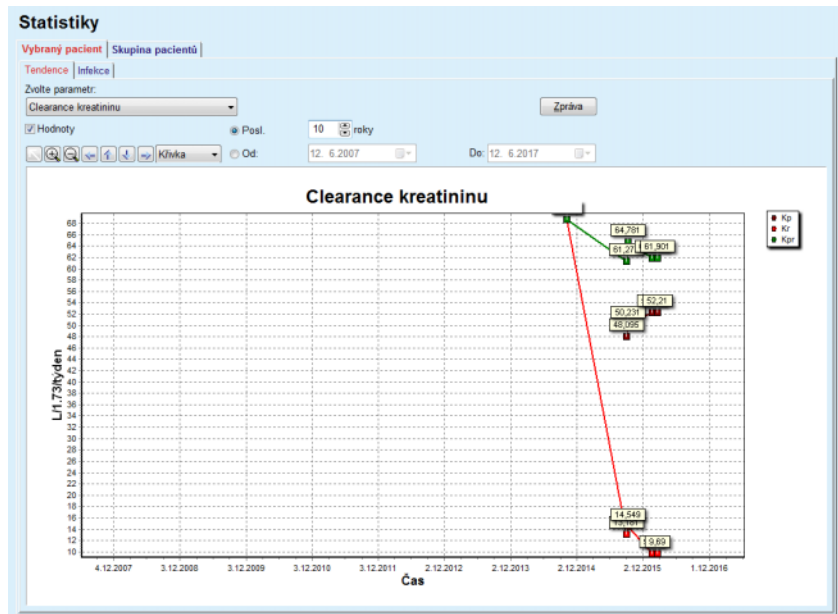 Statistiky
Vybraný pacient Skupina pacientů
Tendence Infekce
Zvolte parametr:
Clearance kreatininu Zpráva
Hodnoty Posl. 10 roky
Křivka Od: 12. 6.2007 Do: 12. 6.2017
Clearance kreatininu
Kp
Kr
Kpr
68
66
64
62
60
58
56
54
52
50
48
46
44
42
40
38
36
34
32
30
28
26
24
22
20
18
16
14
12
10
L/1.73/týden
64,781
61,27
61,901
52,21
50,231
48,095
14,549
9,69
4.12.2007 3.12.2008 3.12.2009 3.12.2010 3.12.2011 2.12.2012 2.12.2013 2.12.2014 2.12.2015 1.12.2016
Čas